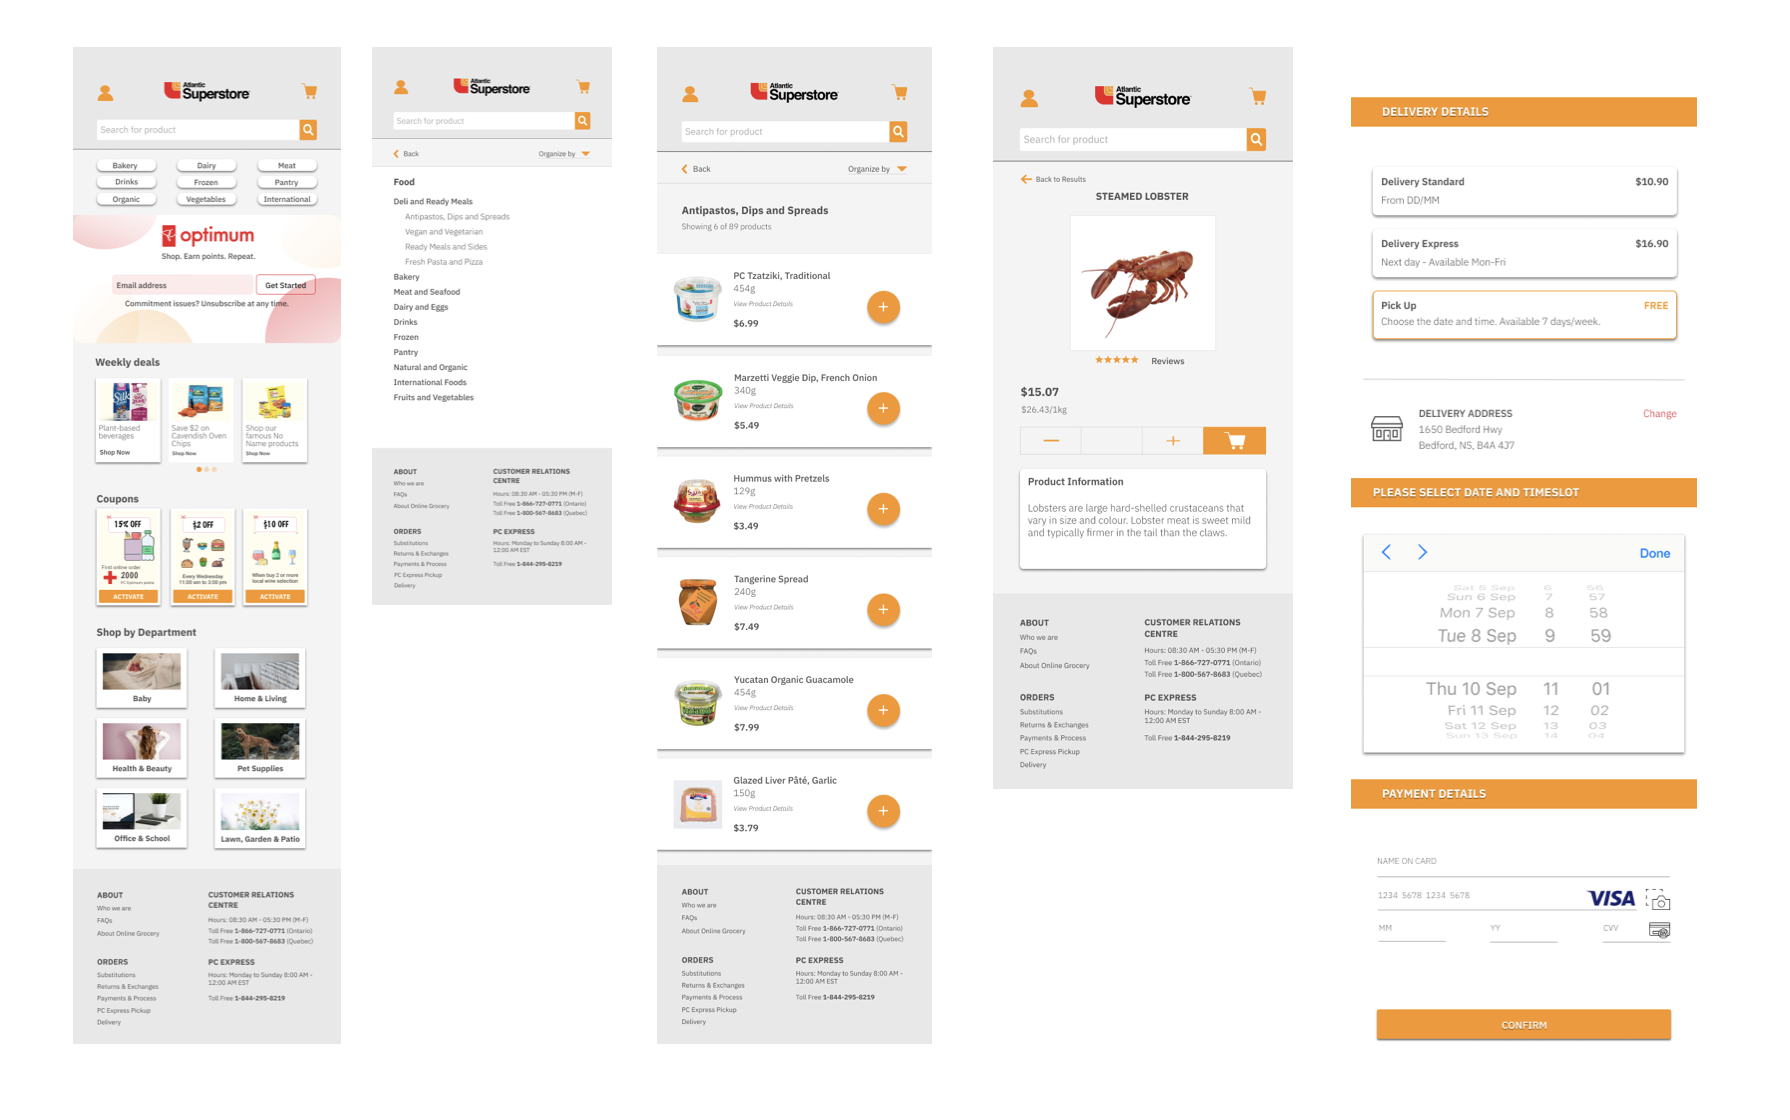 Atlantic
Superstore
Search for product
Bakery
Dairy
Meat
Drinks
Frozen
Pantry
Organic
Vegetables
International
optimum
Shop. Earn points. Repeat.
Email address
Get Started
Commitment issues? Unsubscribe at any time.
Weekly deals
Silk
Plant-based
beverages
Shop Now
Save $2 on
Cavendish Oven
Chips
Shop Now
Shop our
famous No
Name products
Shop Now
Coupons
15% OFF
First online order
2000
PC Optimum points
ACTIVATE
$2 OFF
Every Wednesday
11:00 am to 3:00 pm
ACTIVATE
$10 OFF
When buy 2 or more
local wine selection
ACTIVATE
Shop by Department
Baby
Home & Living
Health & Beauty
Pet Supplies
Office & School
Lawn, Garden & Patio
ABOUT
Who we are
FAQs
About Online Grocery
CUSTOMER RELATIONS
CENTRE
Hours: 08:30 AM - 05:30 PM (M-F)
Toll Free 1-866-727-0771 (Ontario)
Toll Free 1-800-567-8683 (Quebec)
ORDERS
Substitutions
Returns & Exchanges
Payments & Process
PC Express Pickup
Delivery
PC EXPRESS
Hours: Monday to Sunday 8:00 AM -
12:00 AM EST
Toll Free 1-844-295-8219
Atlantic
Superstore
Search for product
Back
Organize by
Food
Deli and Ready Meals
Antipastos, Dips and Spreads
Vegan and Vegetarian
Ready Meals and Sides
Fresh Pasta and Pizza
Bakery
Meat and Seafood
Dairy and Eggs
Drinks
Frozen
Pantry
Natural and Organic
International Foods
Fruits and Vegetables
ABOUT
Who we are
FAQs
About Online Grocery
CUSTOMER RELATIONS
CENTRE
Hours: 08:30 AM - 05:30 PM (M-F)
Toll Free 1-866-727-0771 (Ontario)
Toll Free 1-800-567-8683 (Quebec)
ORDERS
Substitutions
Returns & Exchanges
Payments & Process
PC Express Pickup
Delivery
PC EXPRESS
Hours: Monday to Sunday 8:00 AM -
12:00 AM EST
Toll Free 1-844-295-8219
Atlantic
Superstore
Search for product
Back
Organize by
Antipastos, Dips and Spreads
Showing 6 of 89 products
PC Tzatziki, Traditional
454g
View Product Details
$6.99
Marzetti Veggie Dip, French Onion
340g
View Product Details
$5.49
Hummus with Pretzels
129g
View Product Details
$3.49
Tangerine Spread
240g
View Product Details
$7.49
Yucatan Organic Guacamole
454g
View Product Details
$7.99
Glazed Liver Pâté, Garlic
150g
View Product Details
$3.79
ABOUT
Who we are
FAQs
About Online Grocery
CUSTOMER RELATIONS
CENTRE
Hours: 08:30 AM - 05:30 PM (M-F)
Toll Free 1-866-727-0771 (Ontario)
Toll Free 1-800-567-8683 (Quebec)
ORDERS
Substitutions
Returns & Exchanges
Payments & Process
PC Express Pickup
Delivery
PC EXPRESS
Hours: Monday to Sunday 8:00 AM -
12:00 AM EST
Toll Free 1-844-295-8219
Atlantic
Superstore
Search for product
Back to Results
STEAMED LOBSTER
Reviews
$15.07
$26.43/1kg
Product Information
Lobsters are large hard-shelled crustaceans that
vary in size and colour. Lobster meat is sweet mild
and typically firmer in the tail than the claws.
ABOUT
Who we are
FAQs
About Online Grocery
CUSTOMER RELATIONS
CENTRE
Hours: 08:30 AM - 05:30 PM (M-F)
Toll Free 1-866-727-0771 (Ontario)
Toll Free 1-800-567-8683 (Quebec)
ORDERS
Substitutions
Returns & Exchanges
Payments & Process
PC Express Pickup
Delivery
PC EXPRESS
Hours: Monday to Sunday 8:00 AM -
12:00 AM EST
Toll Free 1-844-295-8219
DELIVERY DETAILS
Delivery Standard $10.90
From DD/MM
Delivery Express $16.90
Next day - Available Mon-Fri
Pick Up FREE
Choose the date and time. Available 7 days/week.
DELIVERY ADDRESS Change
1650 Bedford Hwy
Bedford, NS, B4A 4J7
PLEASE SELECT DATE AND TIMESLOT
Done
Sat 5 Sep 6 56
Sun 6 Sep 7 57
Mon 7 Sep 8 58
Tue 8 Sep 9 59
Thu 10 Sep 11 01
Fri 11 Sep 12 02
Sat 12 Sep 13 03
Sun 13 Sep 14 04
PAYMENT DETAILS
NAME ON CARD
1234 5678 1234 5678 VISA
MM YY CVV
CONFIRM